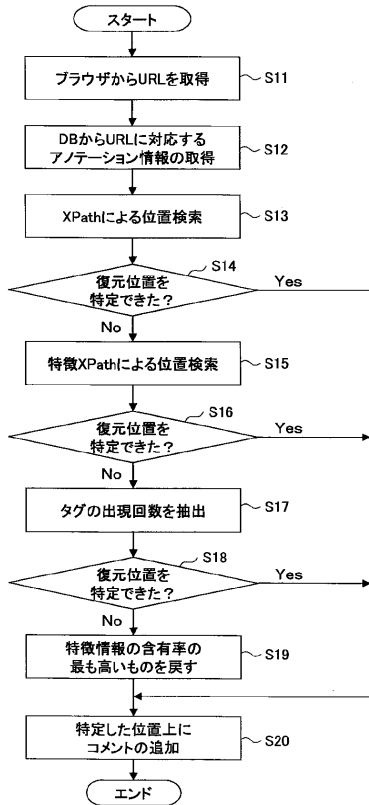 スタート
ブラウザからURLを取得
S11
DBからURLに対応する
アノテーション情報の取得
S12
XPathによる位置検索
S13
復元位置を
特定できた?
S14
Yes
No
特徴XPathによる位置検索
S15
復元位置を
特定できた?
S16
Yes
No
タグの出現回数を抽出
S17
復元位置を
特定できた?
S18
Yes
No
特徴情報の含有率の
最も高いものを戻す
S19
特定した位置上に
コメントの追加
S20
エンド